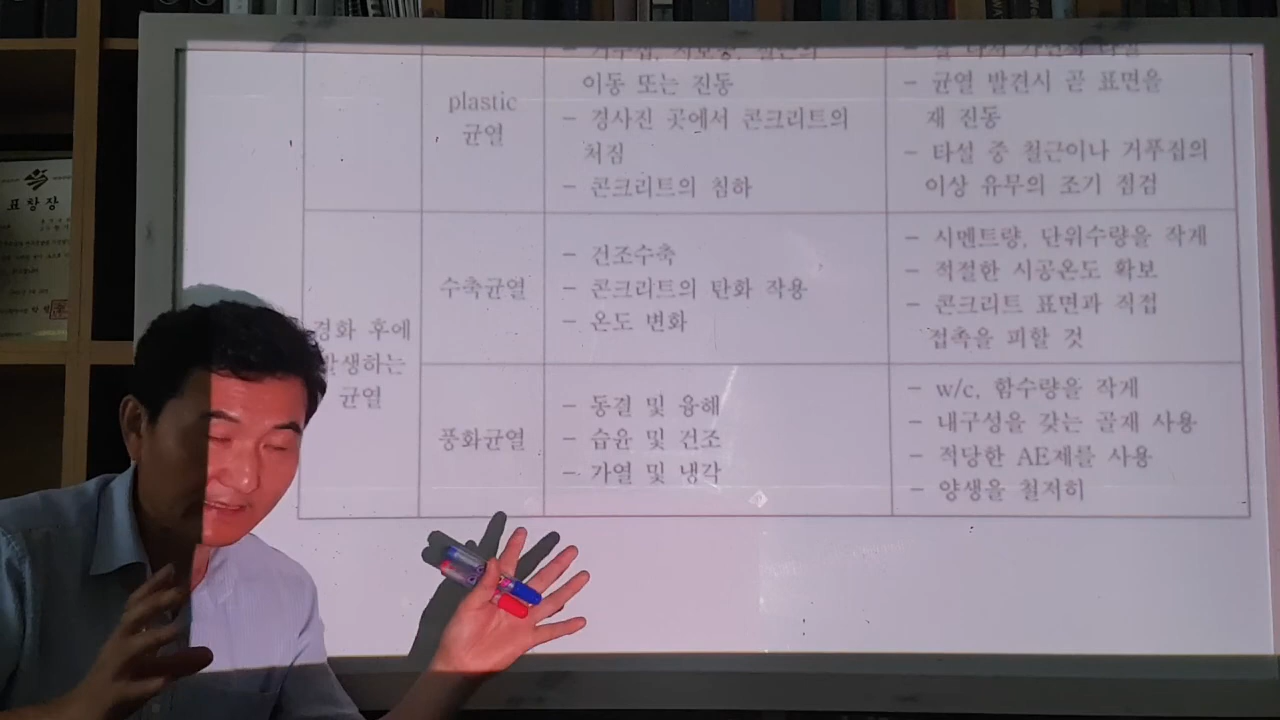 이동 또는 진동
plastic
균열
- 경사진 곳에서 콘크리트의
처짐
- 콘크리트의 침하
- 균열 발견시 곧 표면을
재 진동
- 타설 중 철근이나 거푸집의
이상 유무의 조기 점검
경화 후에
발생하는
균열
수축균열
- 건조수축
- 콘크리트의 탄화 작용
- 온도 변화
- 시멘트량, 단위수량을 작게
- 적절한 시공온도 확보
- 콘크리트 표면과 직접
접촉을 피할 것
풍화균열
- 동결 및 융해
- 습윤 및 건조
- 가열 및 냉각
- w/c, 함수량을 작게
- 내구성을 갖는 골재 사용
- 적당한 AE제를 사용
- 양생을 철저히
표창장